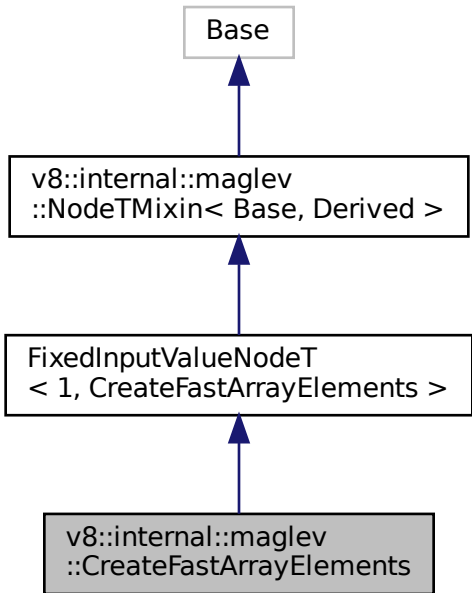 Base
v8::internal::maglev
::NodeTMixin< Base, Derived >
FixedInputValueNodeT
< 1, CreateFastArrayElements >
v8::internal::maglev
::CreateFastArrayElements